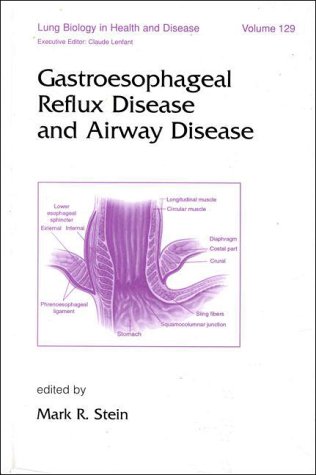 Lung Biology in Health and Disease Volume 129
Executive Editor: Claude Lenfant
Gastroesophageal
Reflux Disease
and Airway Disease
Longitudinal muscle
Circular muscle
Lower
esophageal
sphincter
External Internal
Diaphragm
Costal part
Crural
Phrenoesophageal
ligament
Sling fibers
Squamocolumnar junction
Stomach
edited by
Mark R. Stein